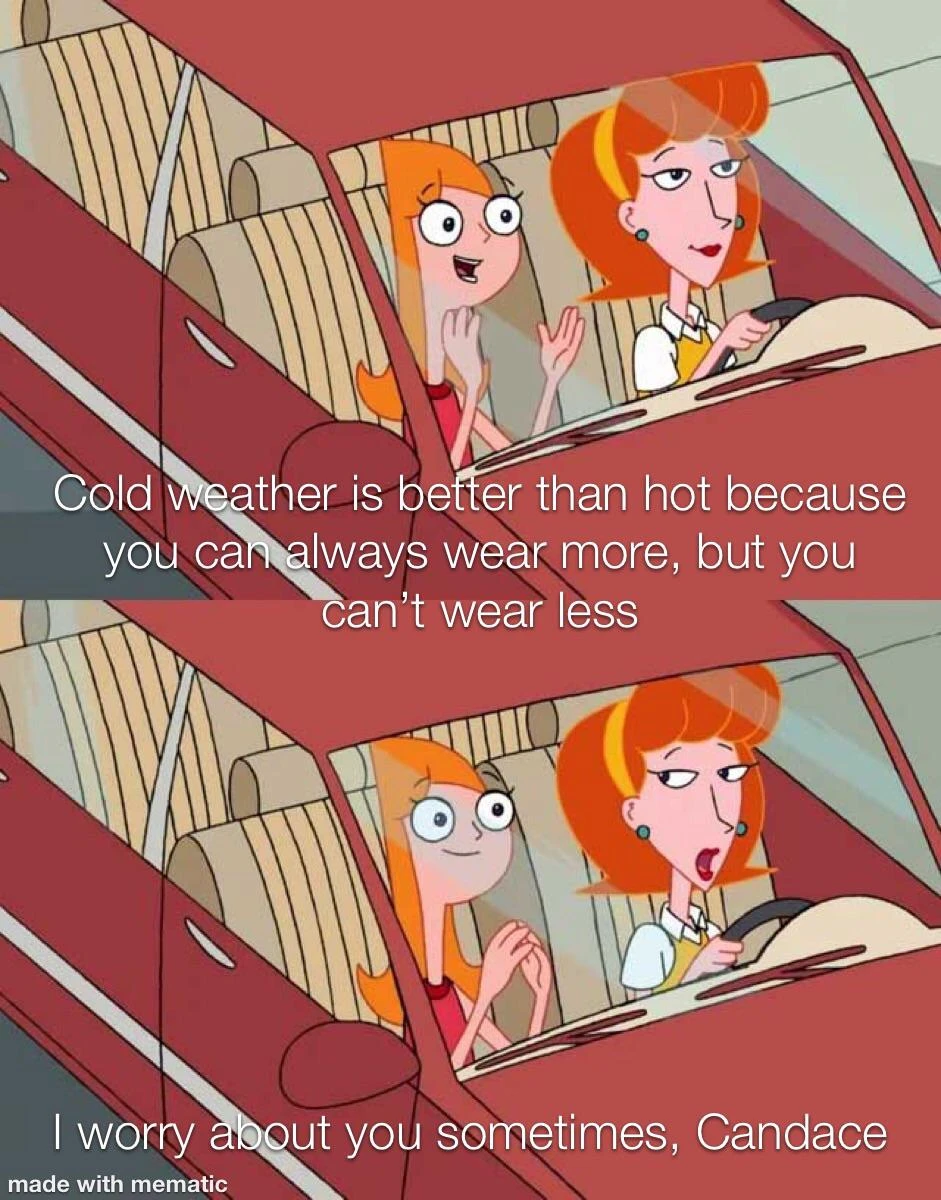 Cold weather is better than hot because
you can always wear more, but you
can’t wear less
I worry about you sometimes, Candace
made with mematic